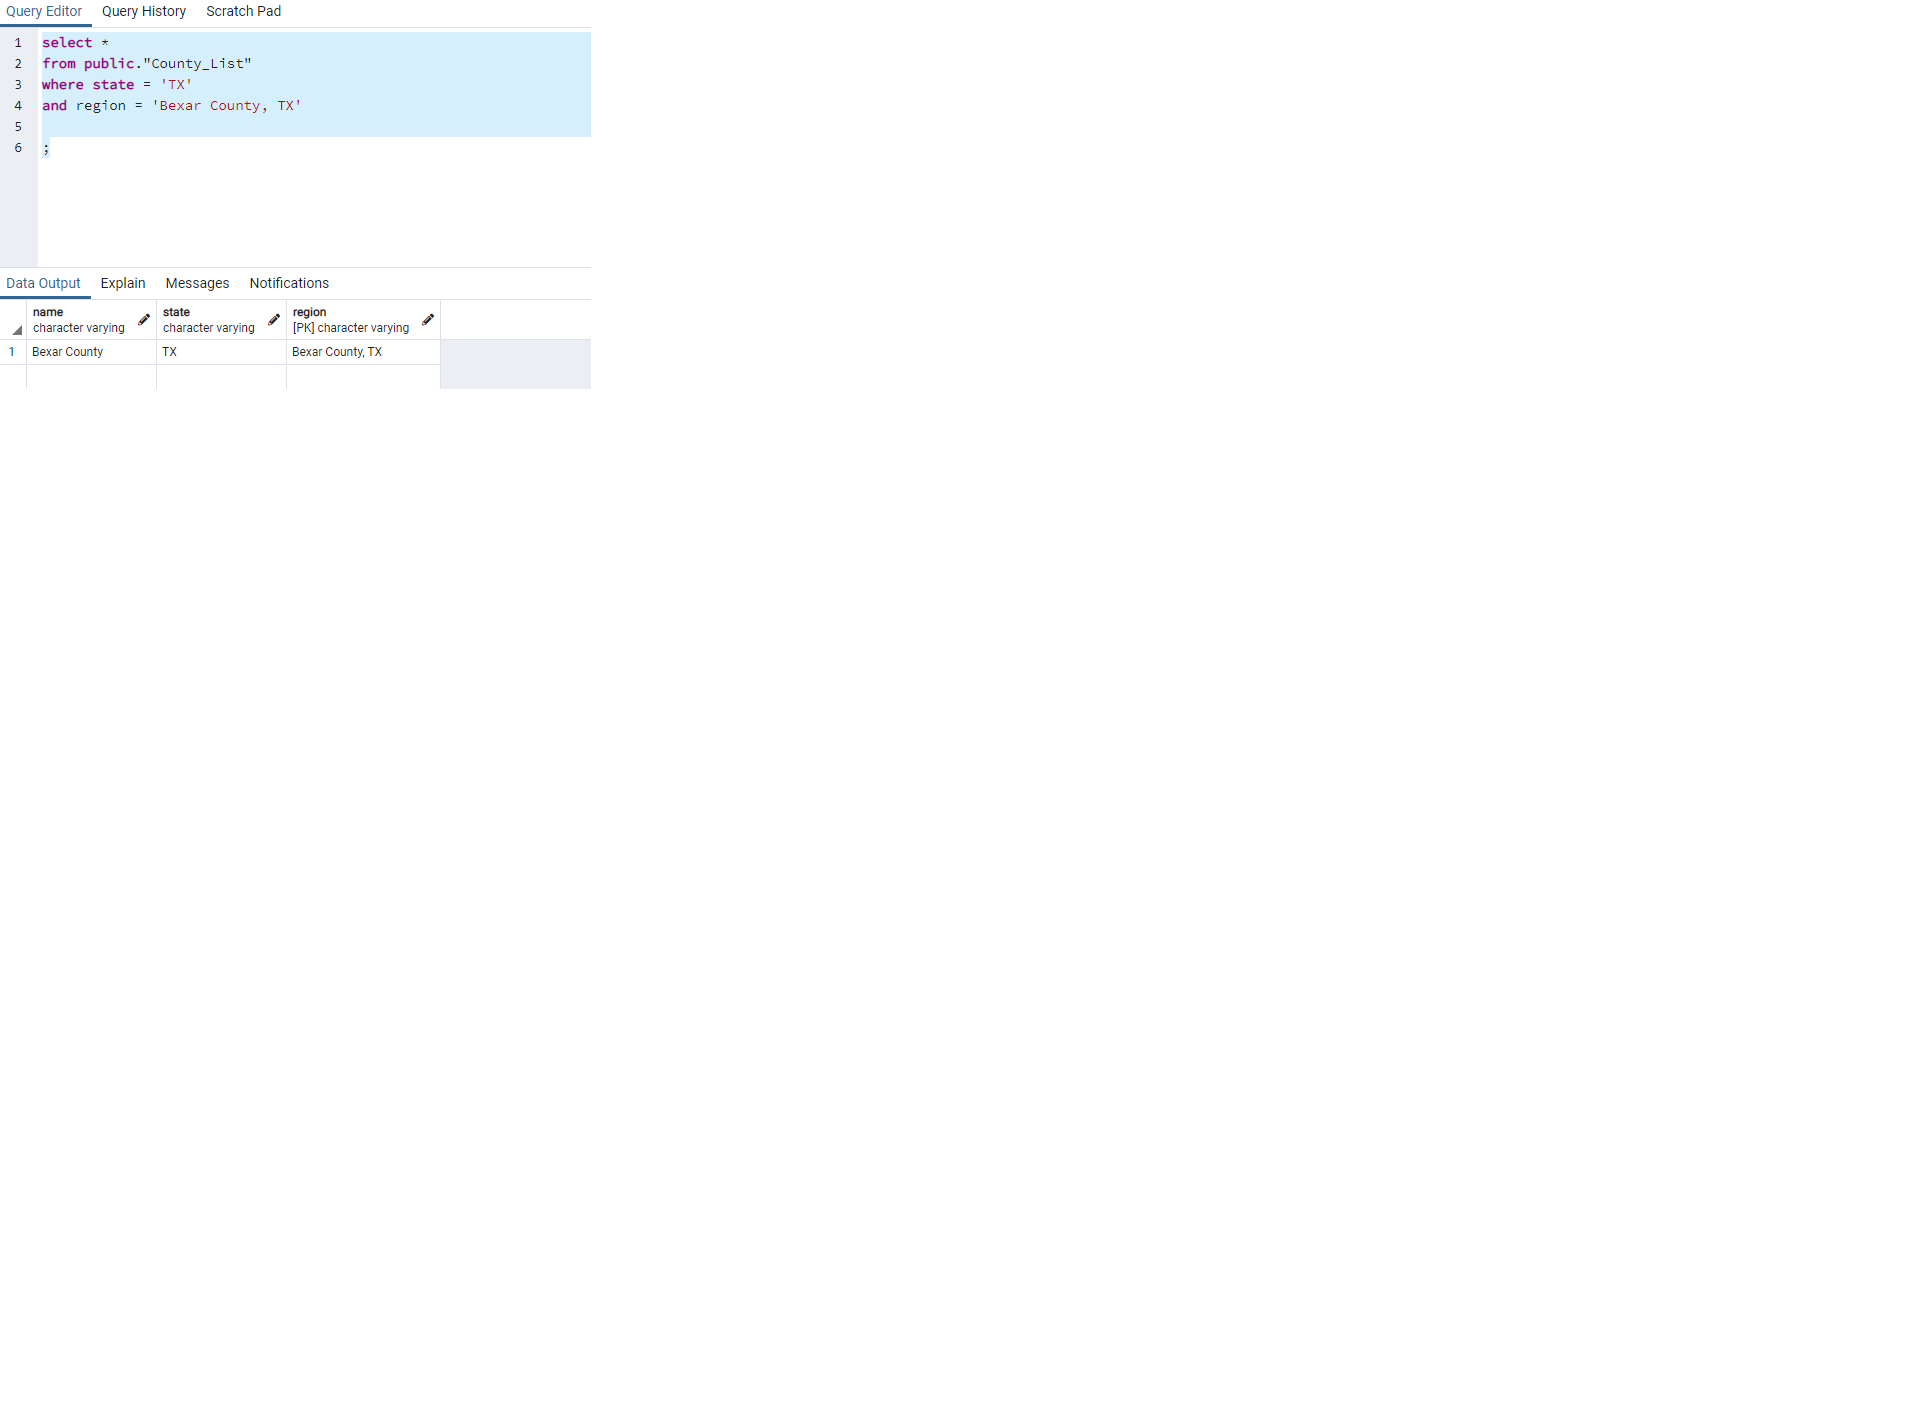 Query Editor Query History Scratch Pad
1 select *
2 from public."County_List"
3 where state = 'TX'
4 and region = 'Bexar County, TX'
5
6 ;
Data Output Explain Messages Notifications
name state region
character varying character varying [PK] character varying
1 Bexar County TX Bexar County, TX